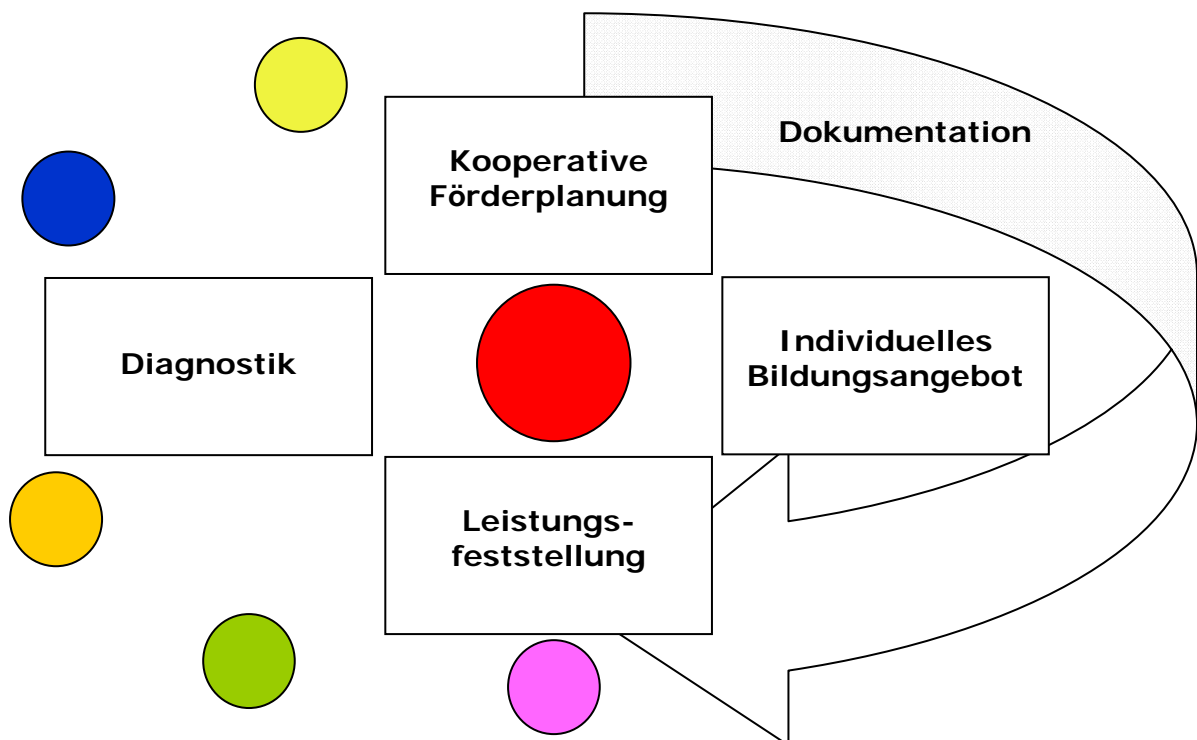 Dokumentation
Kooperative
Förderplanung
Diagnostik
Individuelles
Bildungsangebot
Leistungs-
feststellung